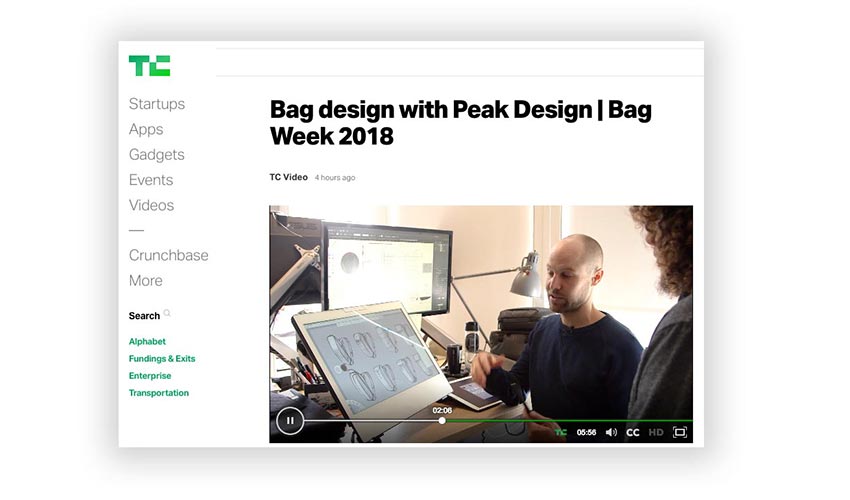 TC
Startups
Apps
Gadgets
Events
Videos
—
Crunchbase
More
Search
Alphabet
Fundings & Exits
Enterprise
Transportation
Bag design with Peak Design | Bag
Week 2018
TC Video 4 hours ago
02:06
TC 05:56 CC HD